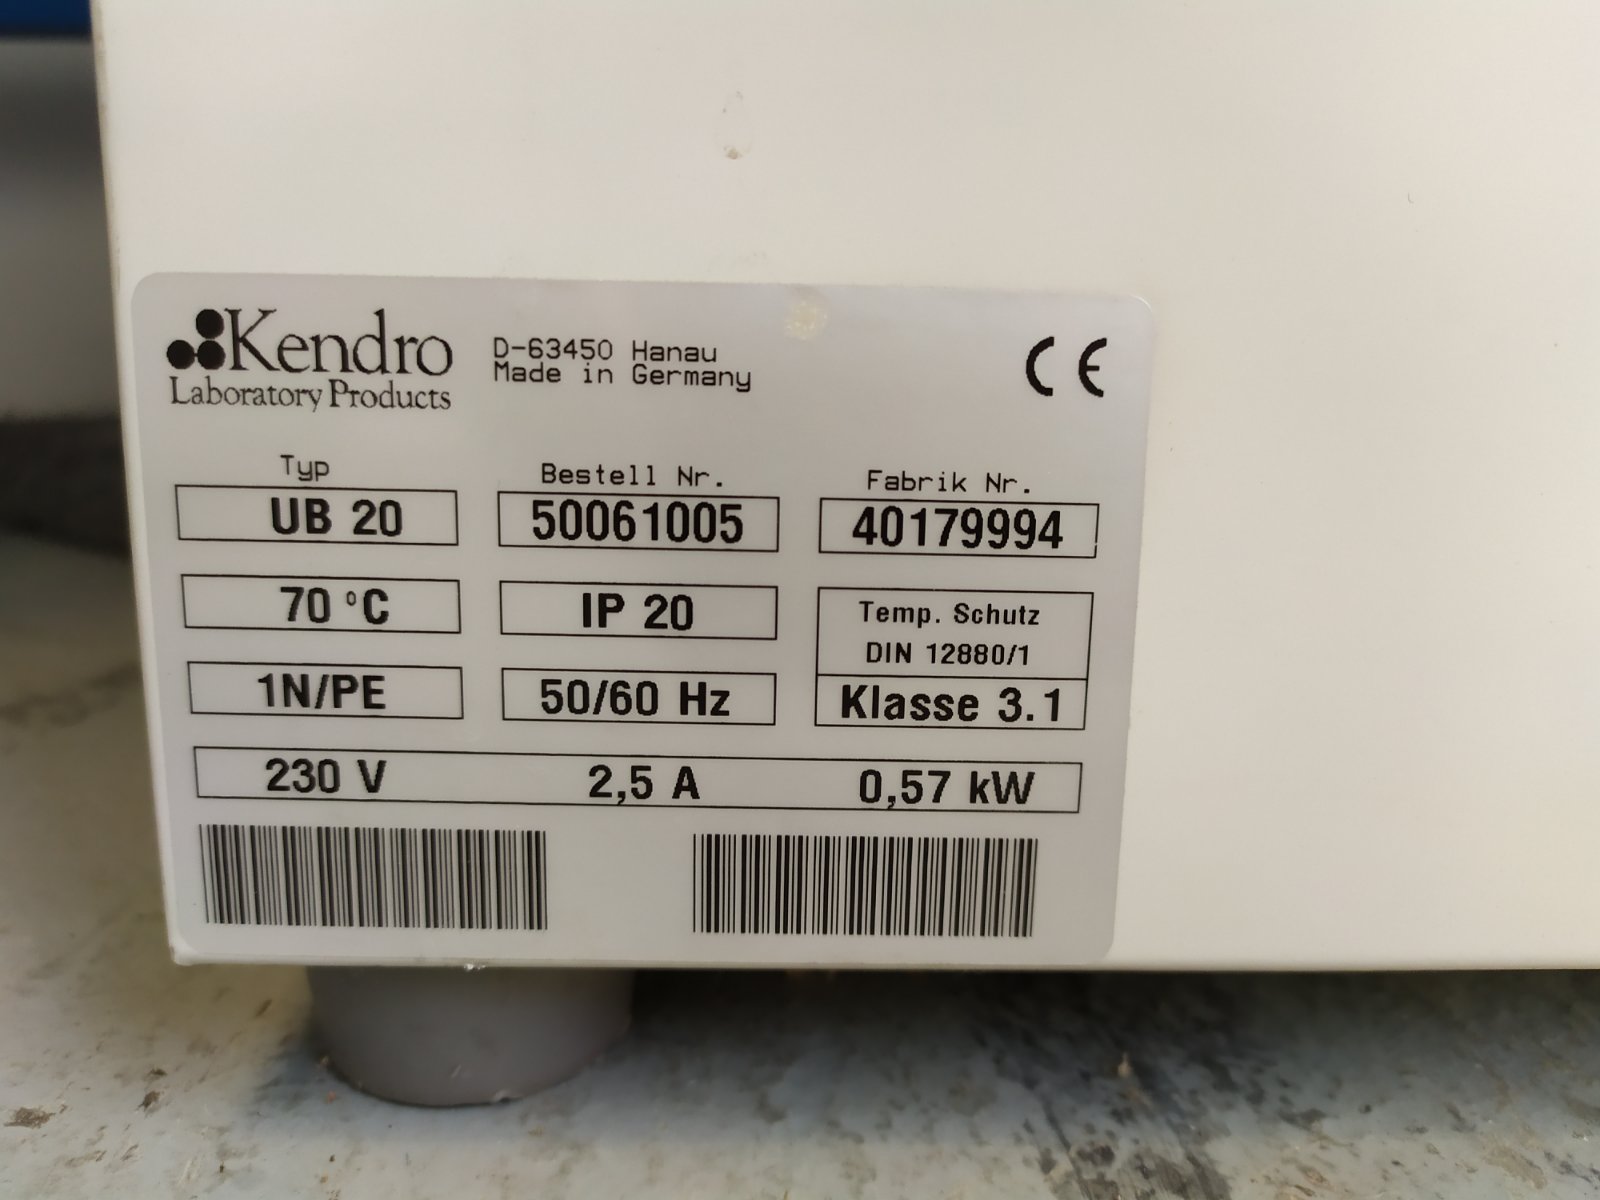 Kendro
Laboratory Products
D-63450 Hanau
Made in Germany
CE
Typ
UB 20
Bestell Nr.
50061005
Fabrik Nr.
40179994
70 °C
IP 20
Temp. Schutz
DIN 12880/1
Klasse 3.1
1N/PE
50/60 Hz
230 V 2,5 A 0,57 kW